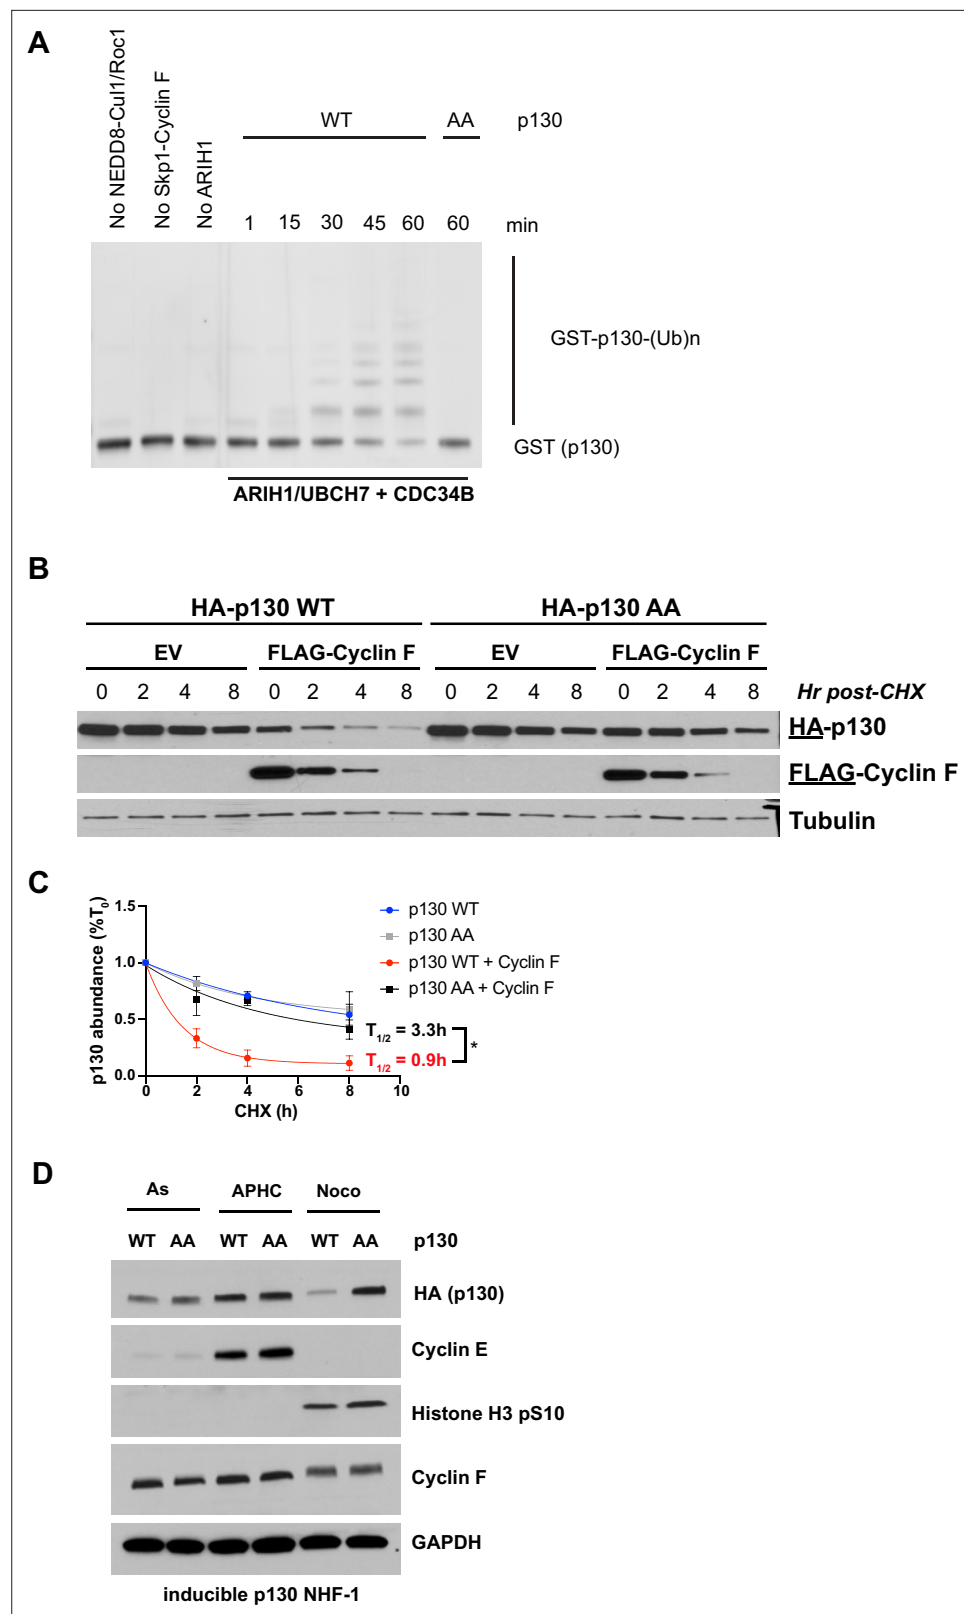 A
No NEDD8-Cul1/Roc1
No Skp1-Cyclin F
No ARIH1
WT AA p130
1 15 30 45 60 60 min
GST-p130-(Ub)n
GST (p130)
ARIH1/UBCH7 + CDC34B
B
HA-p130 WT HA-p130 AA
EV FLAG-Cyclin F EV FLAG-Cyclin F
0 2 4 8 0 2 4 8 0 2 4 8 0 2 4 8 Hr post-CHX
HA-p130
FLAG-Cyclin F
Tubulin
C
p130 abundance (%T0)
1.5
1.0
0.5
0.0
0 2 4 6 8 10
CHX (h)
p130 WT
p130 AA
p130 WT + Cyclin F
p130 AA + Cyclin F
T1/2 = 3.3h
T1/2 = 0.9h
*
D
As APHC Noco
WT AA WT AA WT AA p130
HA (p130)
Cyclin E
Histone H3 pS10
Cyclin F
GAPDH
inducible p130 NHF-1